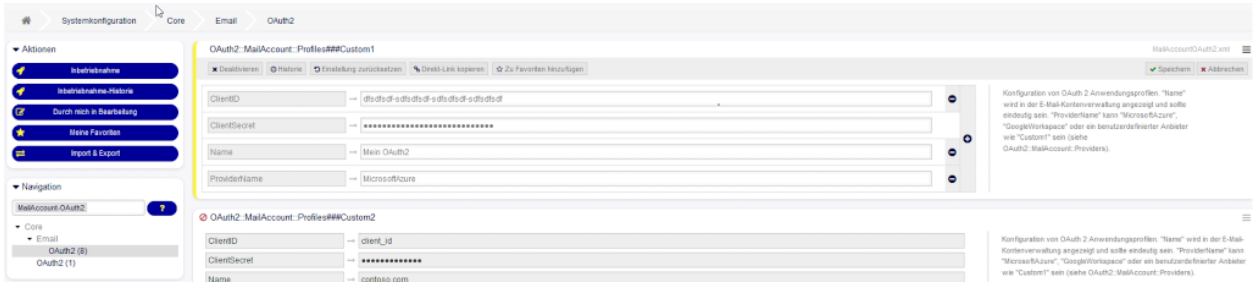 Systemkonfiguration Core Email OAuth2
Aktionen
Inbetriebnahme
Inbetriebnahme-Historie
Durch mich in Bearbeitung
Meine Favoriten
Import & Export
Navigation
MailAccount-OAuth2
?
Core
Email
OAuth2 (8)
OAuth2 (1)
OAuth2::MailAccount::Profiles###Custom1
MailAccountOAuth2.xml
Deaktivieren Historie Einstellung zurücksetzen Direkt-Link kopieren Zu Favoriten hinzufügen
Speichern Abbrechen
ClientID → dfsdfsdf-sdfsdfsdf-sdfsdfsdf-sdfsdfsdf
ClientSecret → ••••••••••••••••••••••••••••
Name → Mein OAuth2
ProviderName → MicrosoftAzure
Konfiguration von OAuth 2 Anwendungsprofilen. "Name"
wird in der E-Mail-Kontenverwaltung angezeigt und sollte
eindeutig sein. "ProviderName" kann "MicrosoftAzure",
"GoogleWorkspace" oder ein benutzerdefinierter Anbieter
wie "Custom1" sein (siehe
OAuth2::MailAccount::Providers).
OAuth2::MailAccount::Profiles###Custom2
ClientID → client_id
ClientSecret → •••••••••••••
Name → contoso.com
Konfiguration von OAuth 2 Anwendungsprofilen. "Name" wird in der E-Mail-
Kontenverwaltung angezeigt und sollte eindeutig sein. "ProviderName" kann
"MicrosoftAzure", "GoogleWorkspace" oder ein benutzerdefinierter Anbieter
wie "Custom1" sein (siehe OAuth2::MailAccount::Providers).